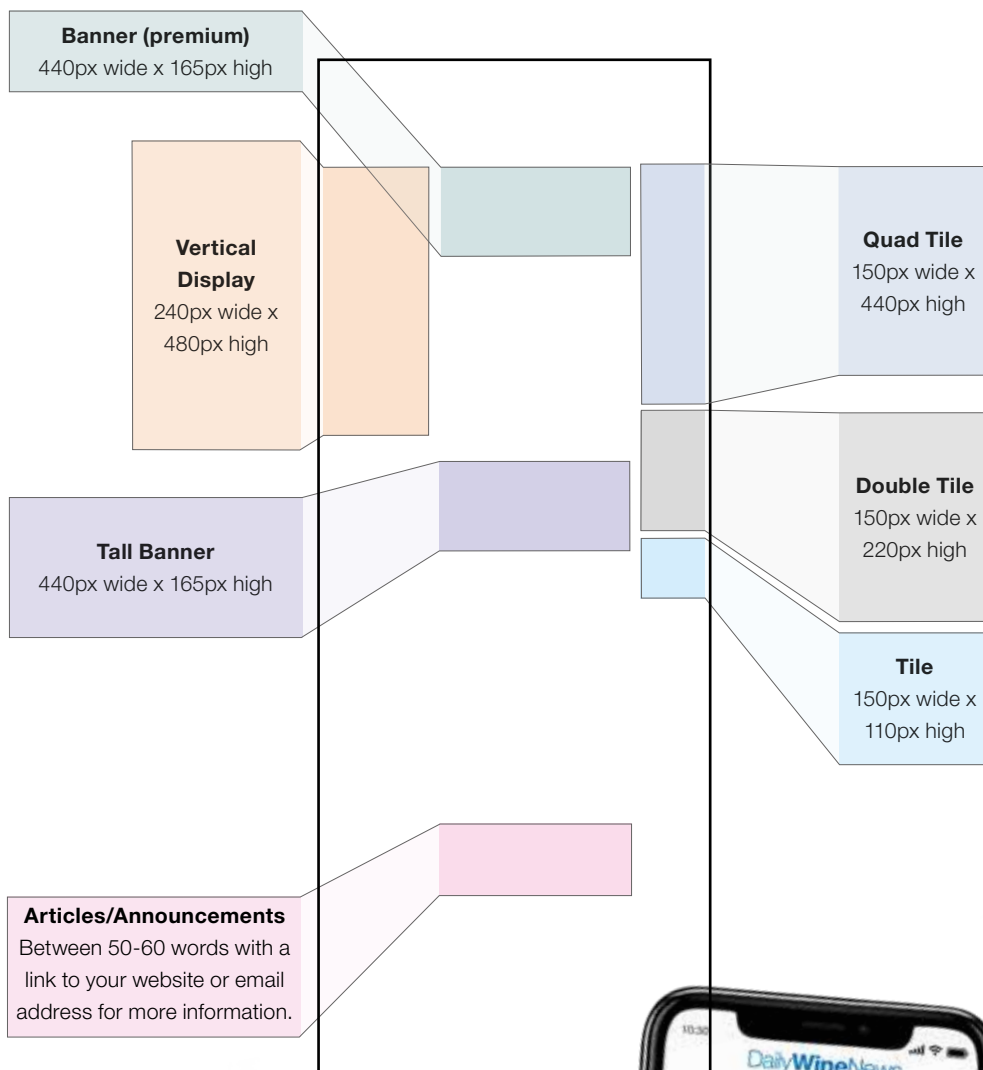 Banner (premium)
440px wide x 165px high
Vertical
Display
240px wide x
480px high
Quad Tile
150px wide x
440px high
Double Tile
150px wide x
220px high
Tall Banner
440px wide x 165px high
Tile
150px wide x
110px high
Articles/Announcements
Between 50-60 words with a
link to your website or email
address for more information.
10:30
DailyWineNews